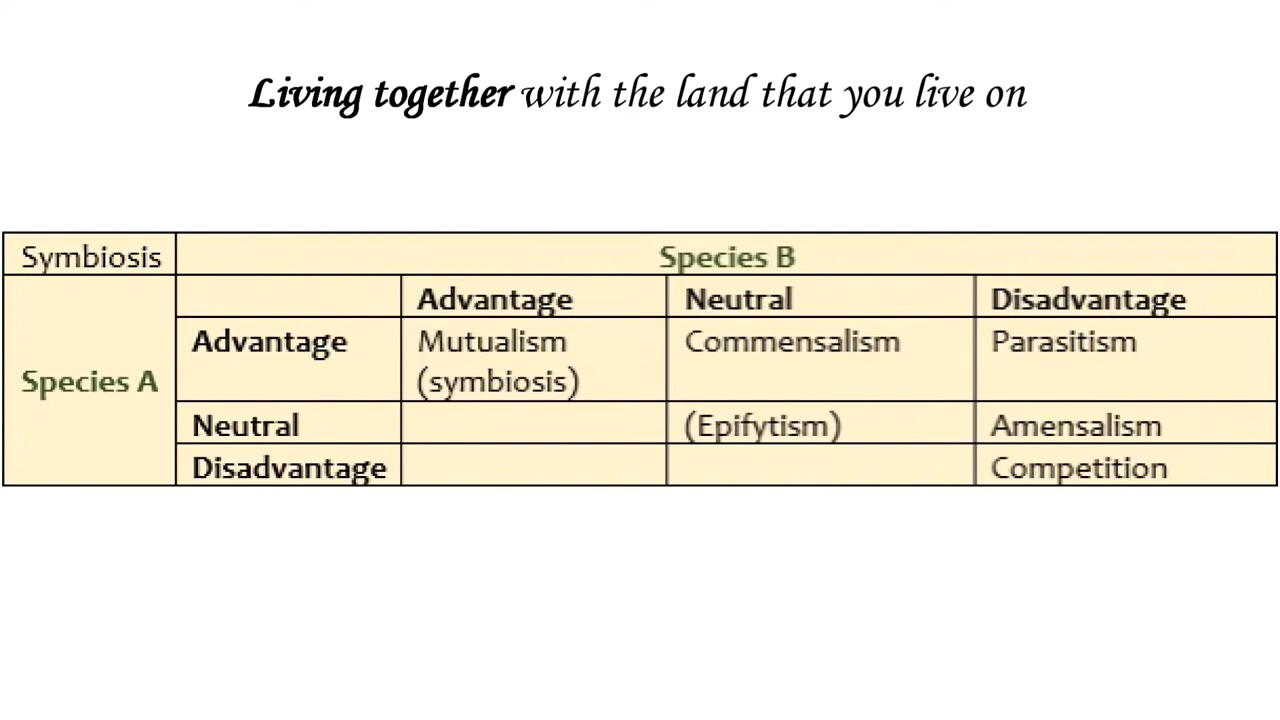 Living together with the land that you live on
Symbiosis Species B
Advantage Neutral Disadvantage
Species A
Advantage Mutualism (symbiosis) Commensalism Parasitism
Neutral (Epifytism) Amensalism
Disadvantage Competition